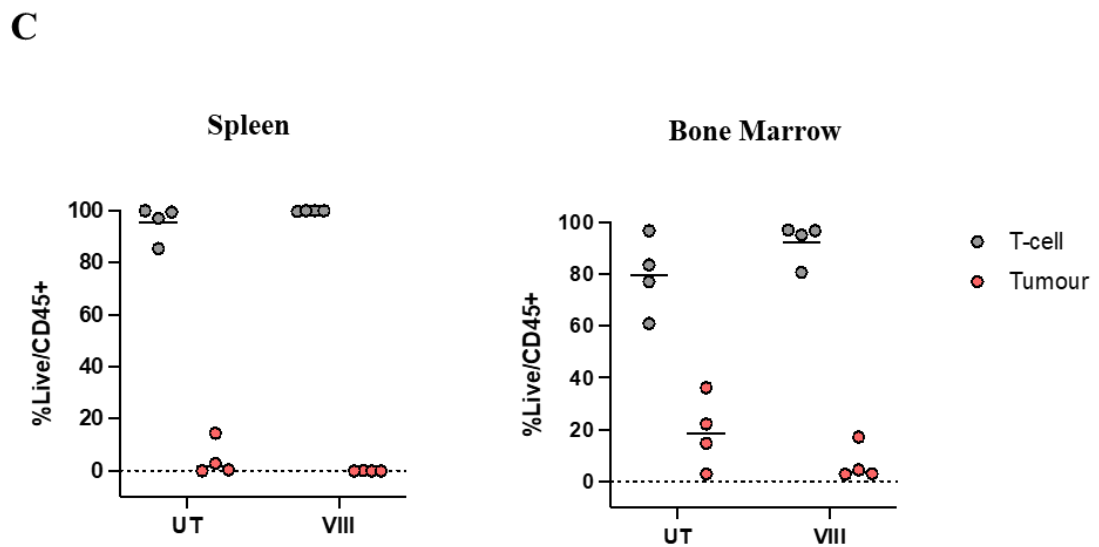 C
Spleen
%Live/CD45+
100
80
60
40
20
0
UT
VIII
Bone Marrow
%Live/CD45+
100
80
60
40
20
0
UT
VIII
T-cell
Tumour